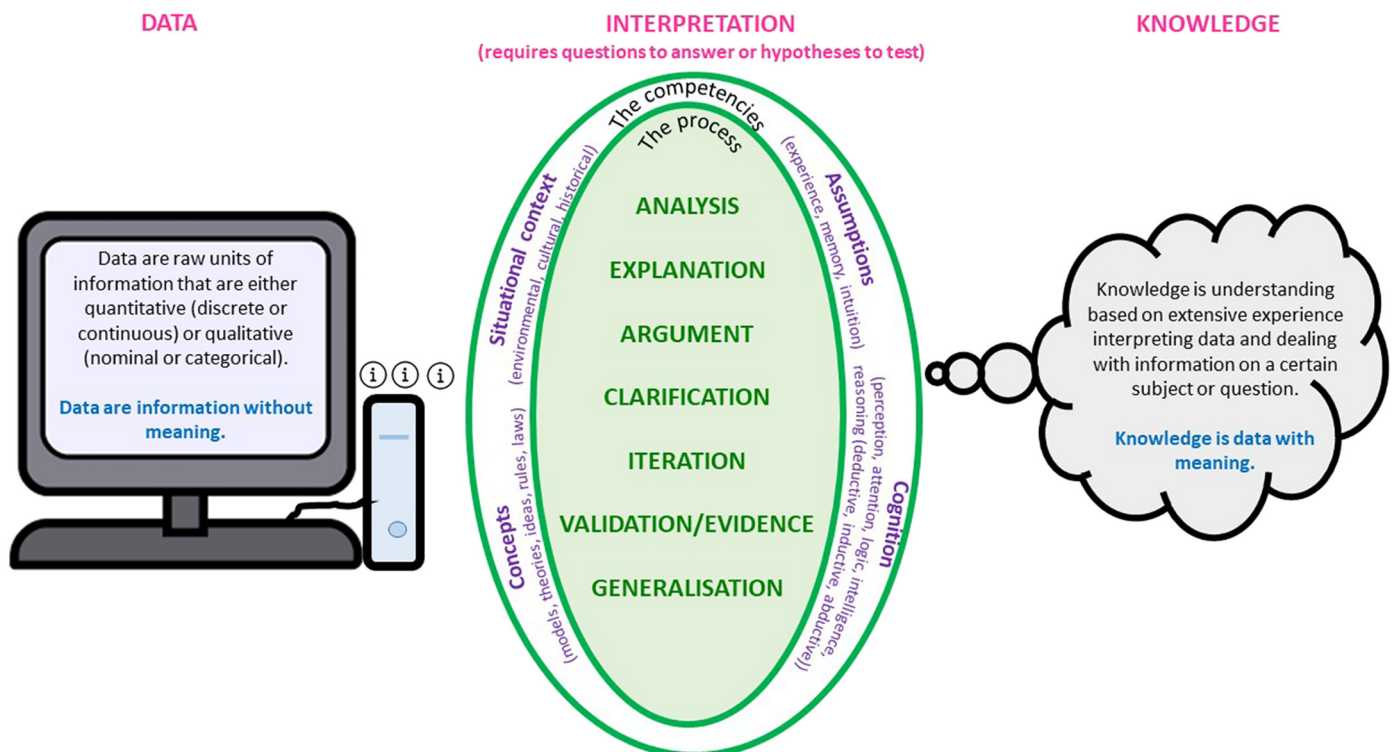 DATA
INTERPRETATION
(requires questions to answer or hypotheses to test)
KNOWLEDGE
Data are raw units of
information that are either
quantitative (discrete or
continuous) or qualitative
(nominal or categorical).
Data are information without
meaning.
i i i
The competencies
The process
Situational context
(environmental, cultural, historical)
Assumptions
(experience, memory, intuition)
Concepts
(models, theories, ideas, rules, laws)
Cognition
(perception, attention, logic, intelligence,
reasoning (deductive, inductive, abductive))
ANALYSIS
EXPLANATION
ARGUMENT
CLARIFICATION
ITERATION
VALIDATION/EVIDENCE
GENERALISATION
Knowledge is understanding
based on extensive experience
interpreting data and dealing
with information on a certain
subject or question.
Knowledge is data with
meaning.